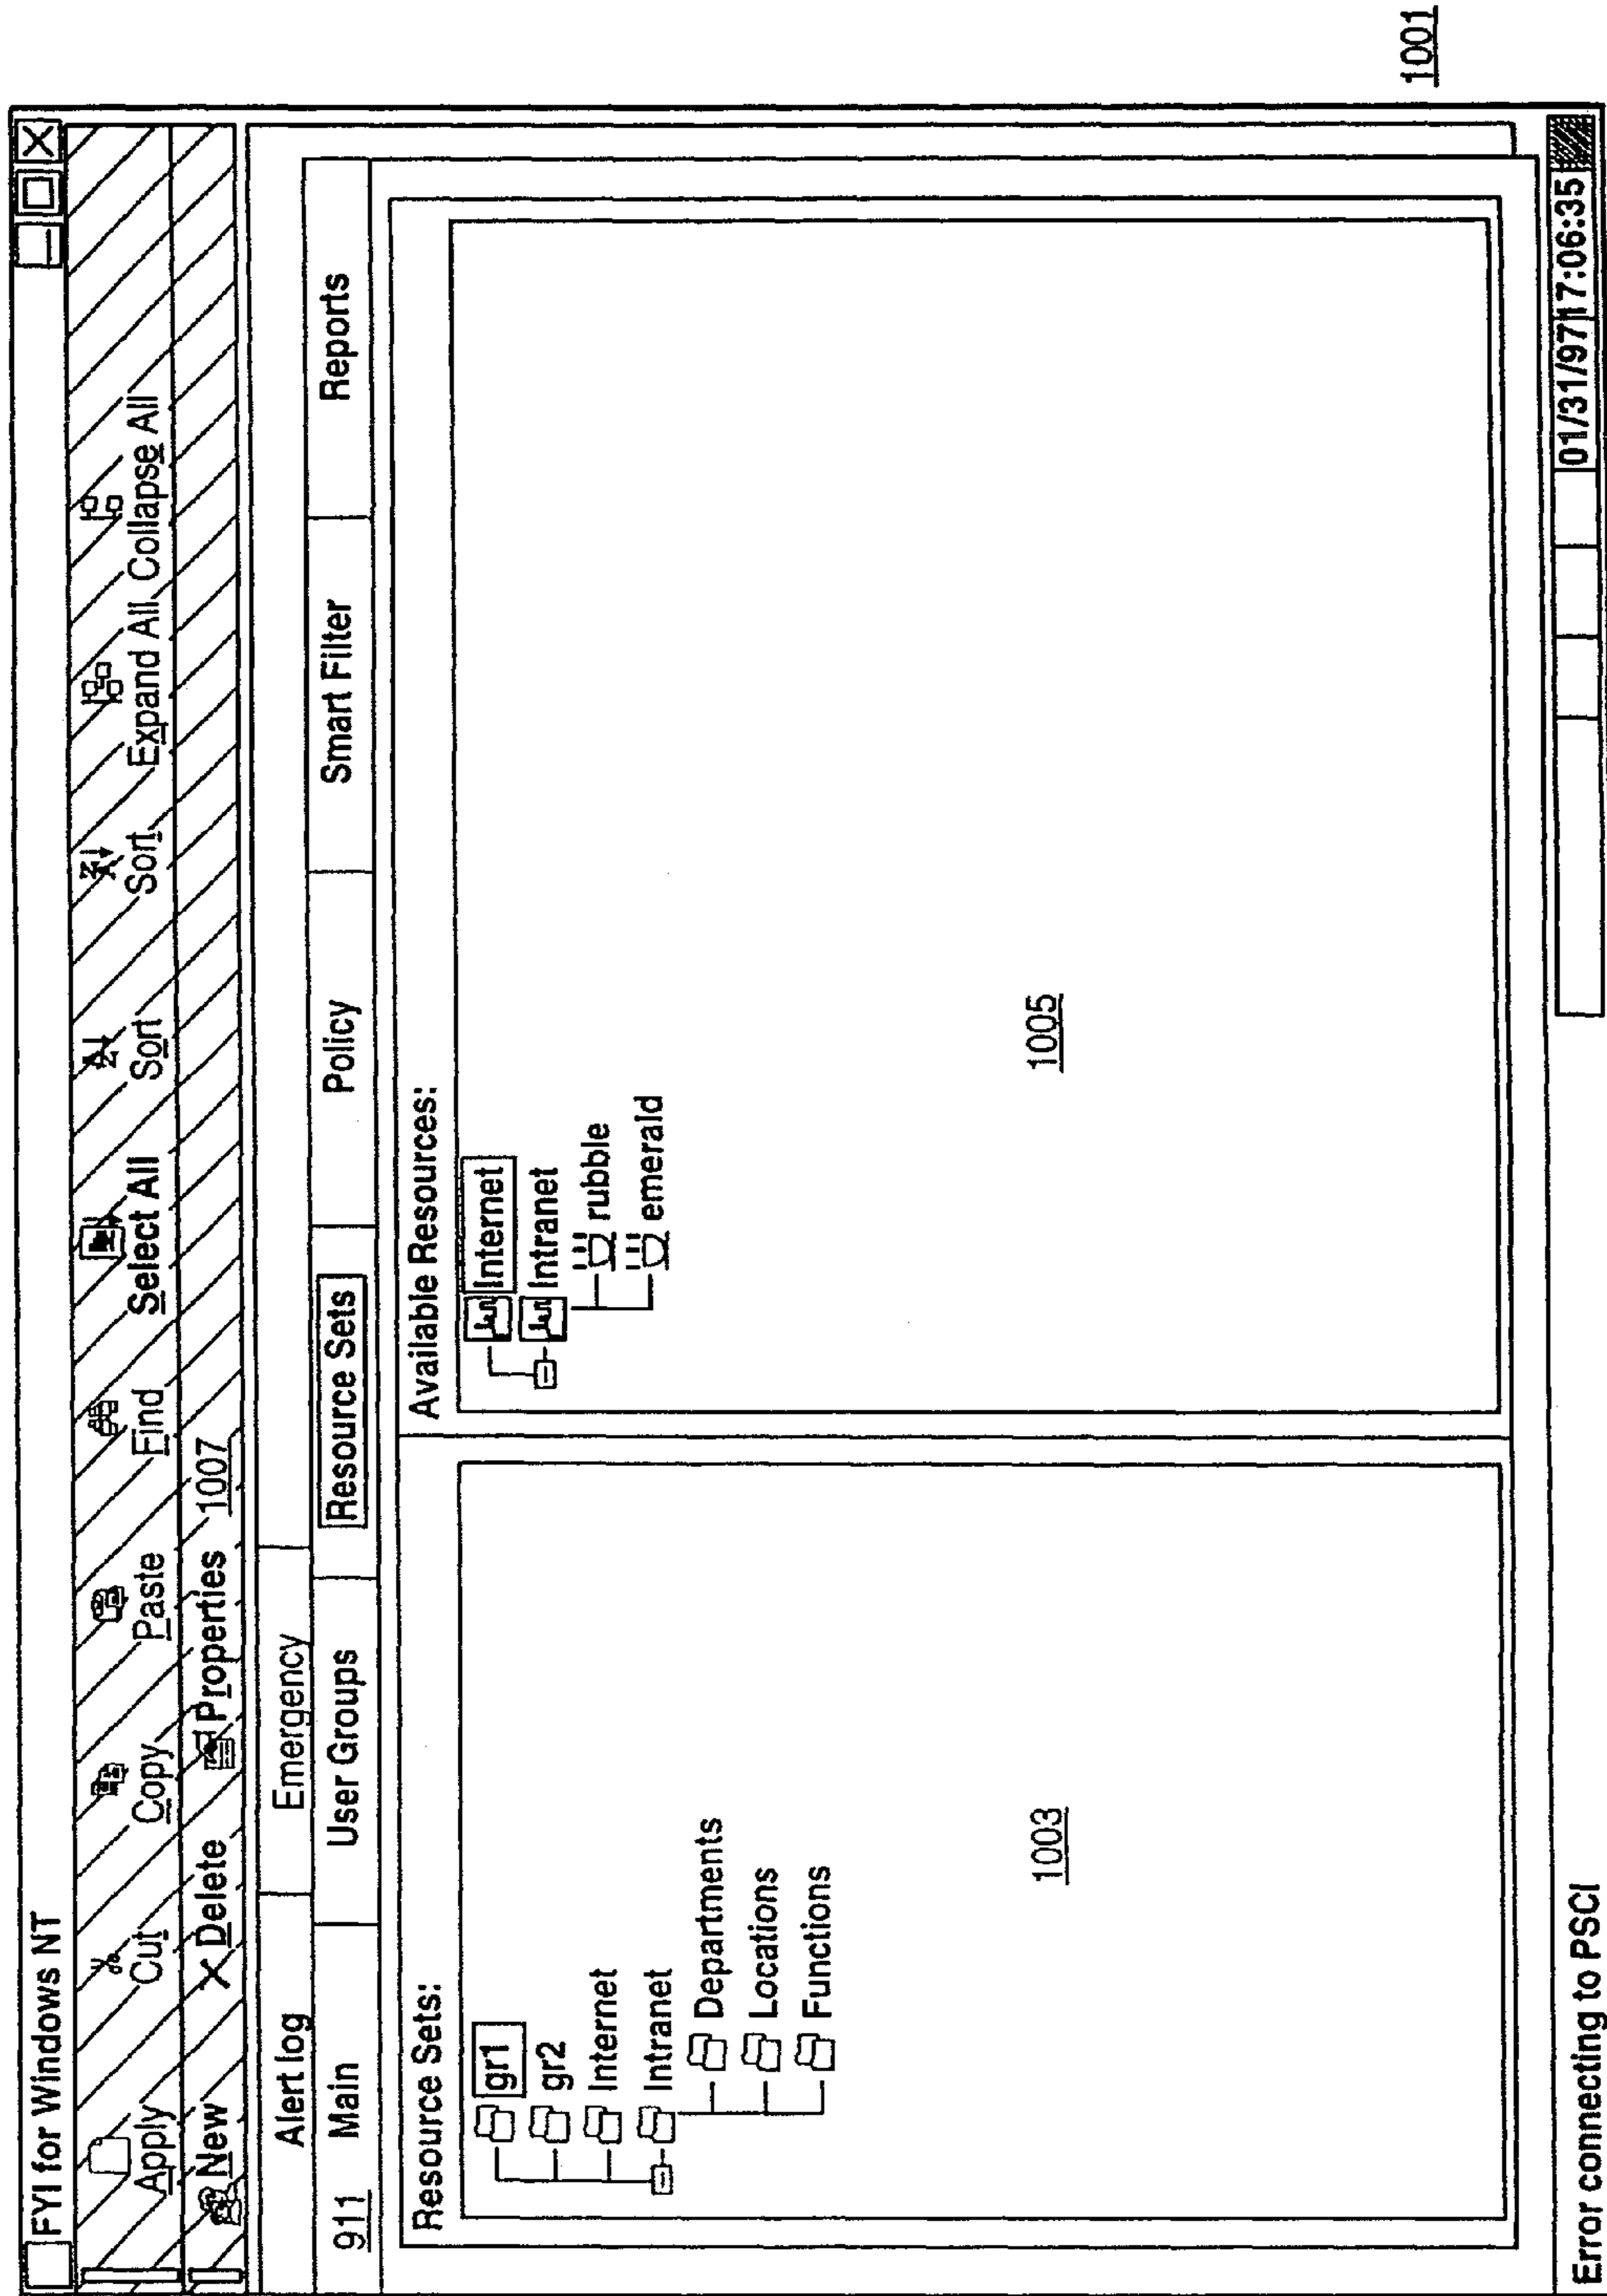 FYI for Windows NT
Apply Cut Copy Paste Find Select All Sort Sort Expand All Collapse All
New Delete Properties 1007
Alert log Emergency
911 Main User Groups Resource Sets Policy Smart Filter Reports
Resource Sets:
gr1
gr2
Internet
Intranet
Departments
Locations
Functions
1003
Available Resources:
Internet
Intranet
rubble
emerald
1005
Error connecting to PSCI
01/31/97 17:06:35
1001